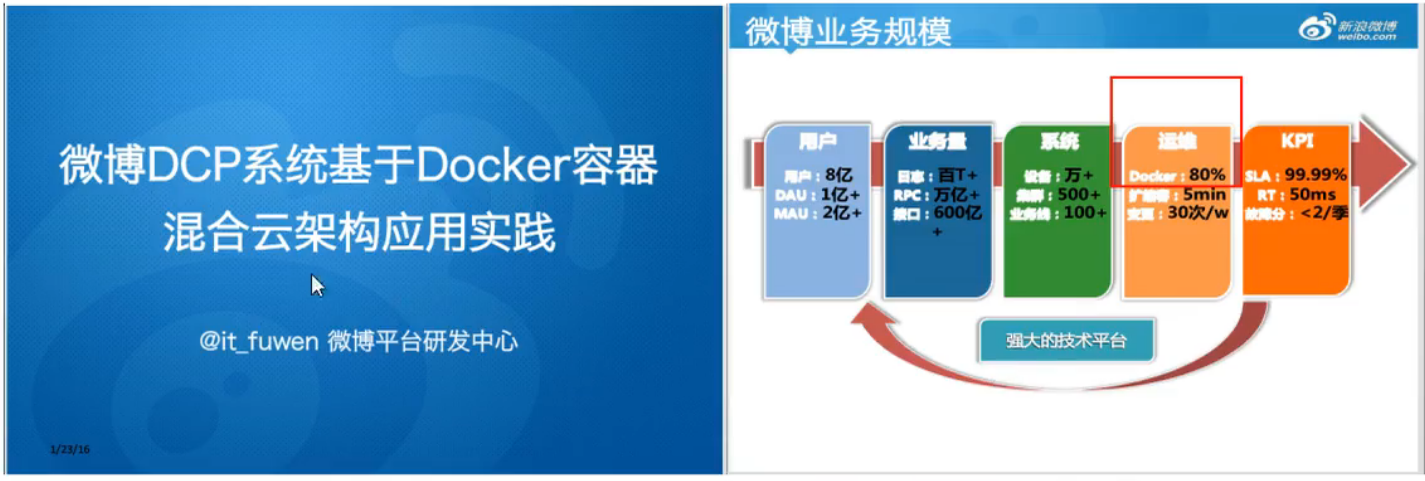 微博DCP系统基于Docker容器
混合云架构应用实践
@it_fuwen 微博平台研发中心
1/23/16
微博业务规模
新浪微博
weibo.com
用户
用户：8亿
DAU：1亿+
MAU：2亿+
业务量
日志：百T+
RPC：万亿+
接口：600亿
+
系统
设备：万+
集群：500+
业务线：100+
运维
Docker：80%
扩缩容：5min
变更：30次/w
KPI
SLA：99.99%
RT：50ms
故障分：<2/季
强大的技术平台